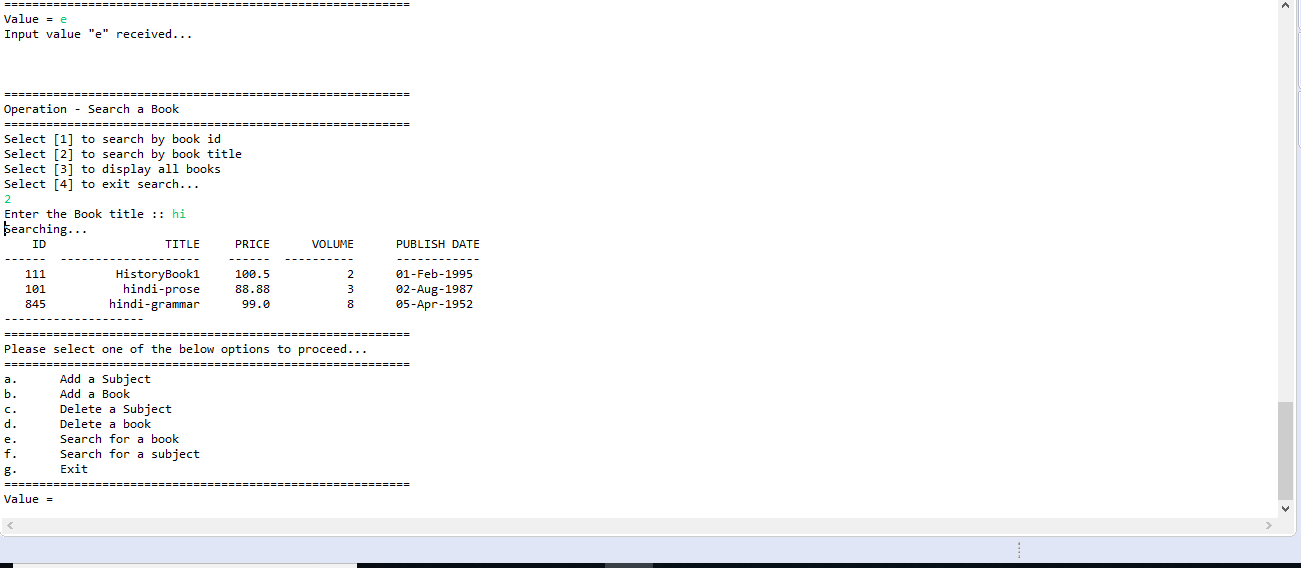 ==========================================================
Value = e
Input value "e" received...
==========================================================
Operation - Search a Book
==========================================================
Select [1] to search by book id
Select [2] to search by book title
Select [3] to display all books
Select [4] to exit search...
2
Enter the Book title :: hi
Searching...
    ID                 TITLE     PRICE      VOLUME      PUBLISH DATE
------  --------------------    ------  ----------      ------------
   111            HistoryBook1     100.5           2      01-Feb-1995
   101             hindi-prose     88.88           3      02-Aug-1987
   845           hindi-grammar      99.0           8      05-Apr-1952
--------------------
==========================================================
Please select one of the below options to proceed...
==========================================================
a.      Add a Subject
b.      Add a Book
c.      Delete a Subject
d.      Delete a book
e.      Search for a book
f.      Search for a subject
g.      Exit
==========================================================
Value =